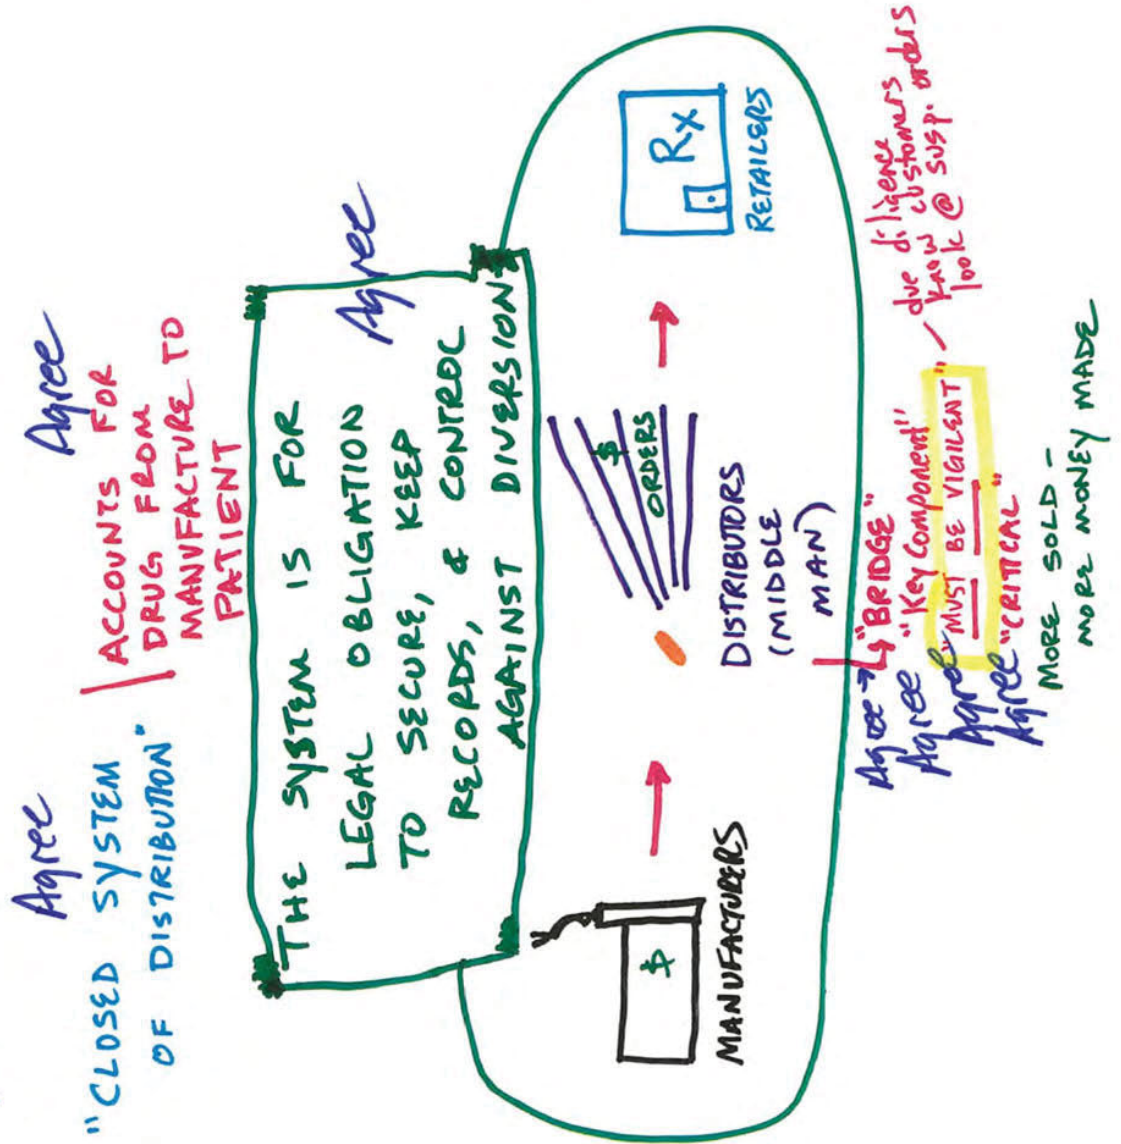 Agree
Agree
"CLOSED SYSTEM
OF DISTRIBUTION"
ACCOUNTS FOR
DRUG FROM
MANUFACTURE TO
PATIENT
THE SYSTEM IS FOR
LEGAL OBLIGATION
TO SECURE, KEEP
RECORDS, & CONTROL
AGAINST DIVERSION
Agree
$
MANUFACTURERS
$
ORDERS
DISTRIBUTORS
(MIDDLE
MAN)
Rx
RETAILERS
Agree → "BRIDGE"
Agree "Key Component"
Agree "MUST BE VIGILENT" - due diligence
know customers
look @ susp. orders
Agree "CRITICAL"
MORE SOLD -
MORE MONEY MADE